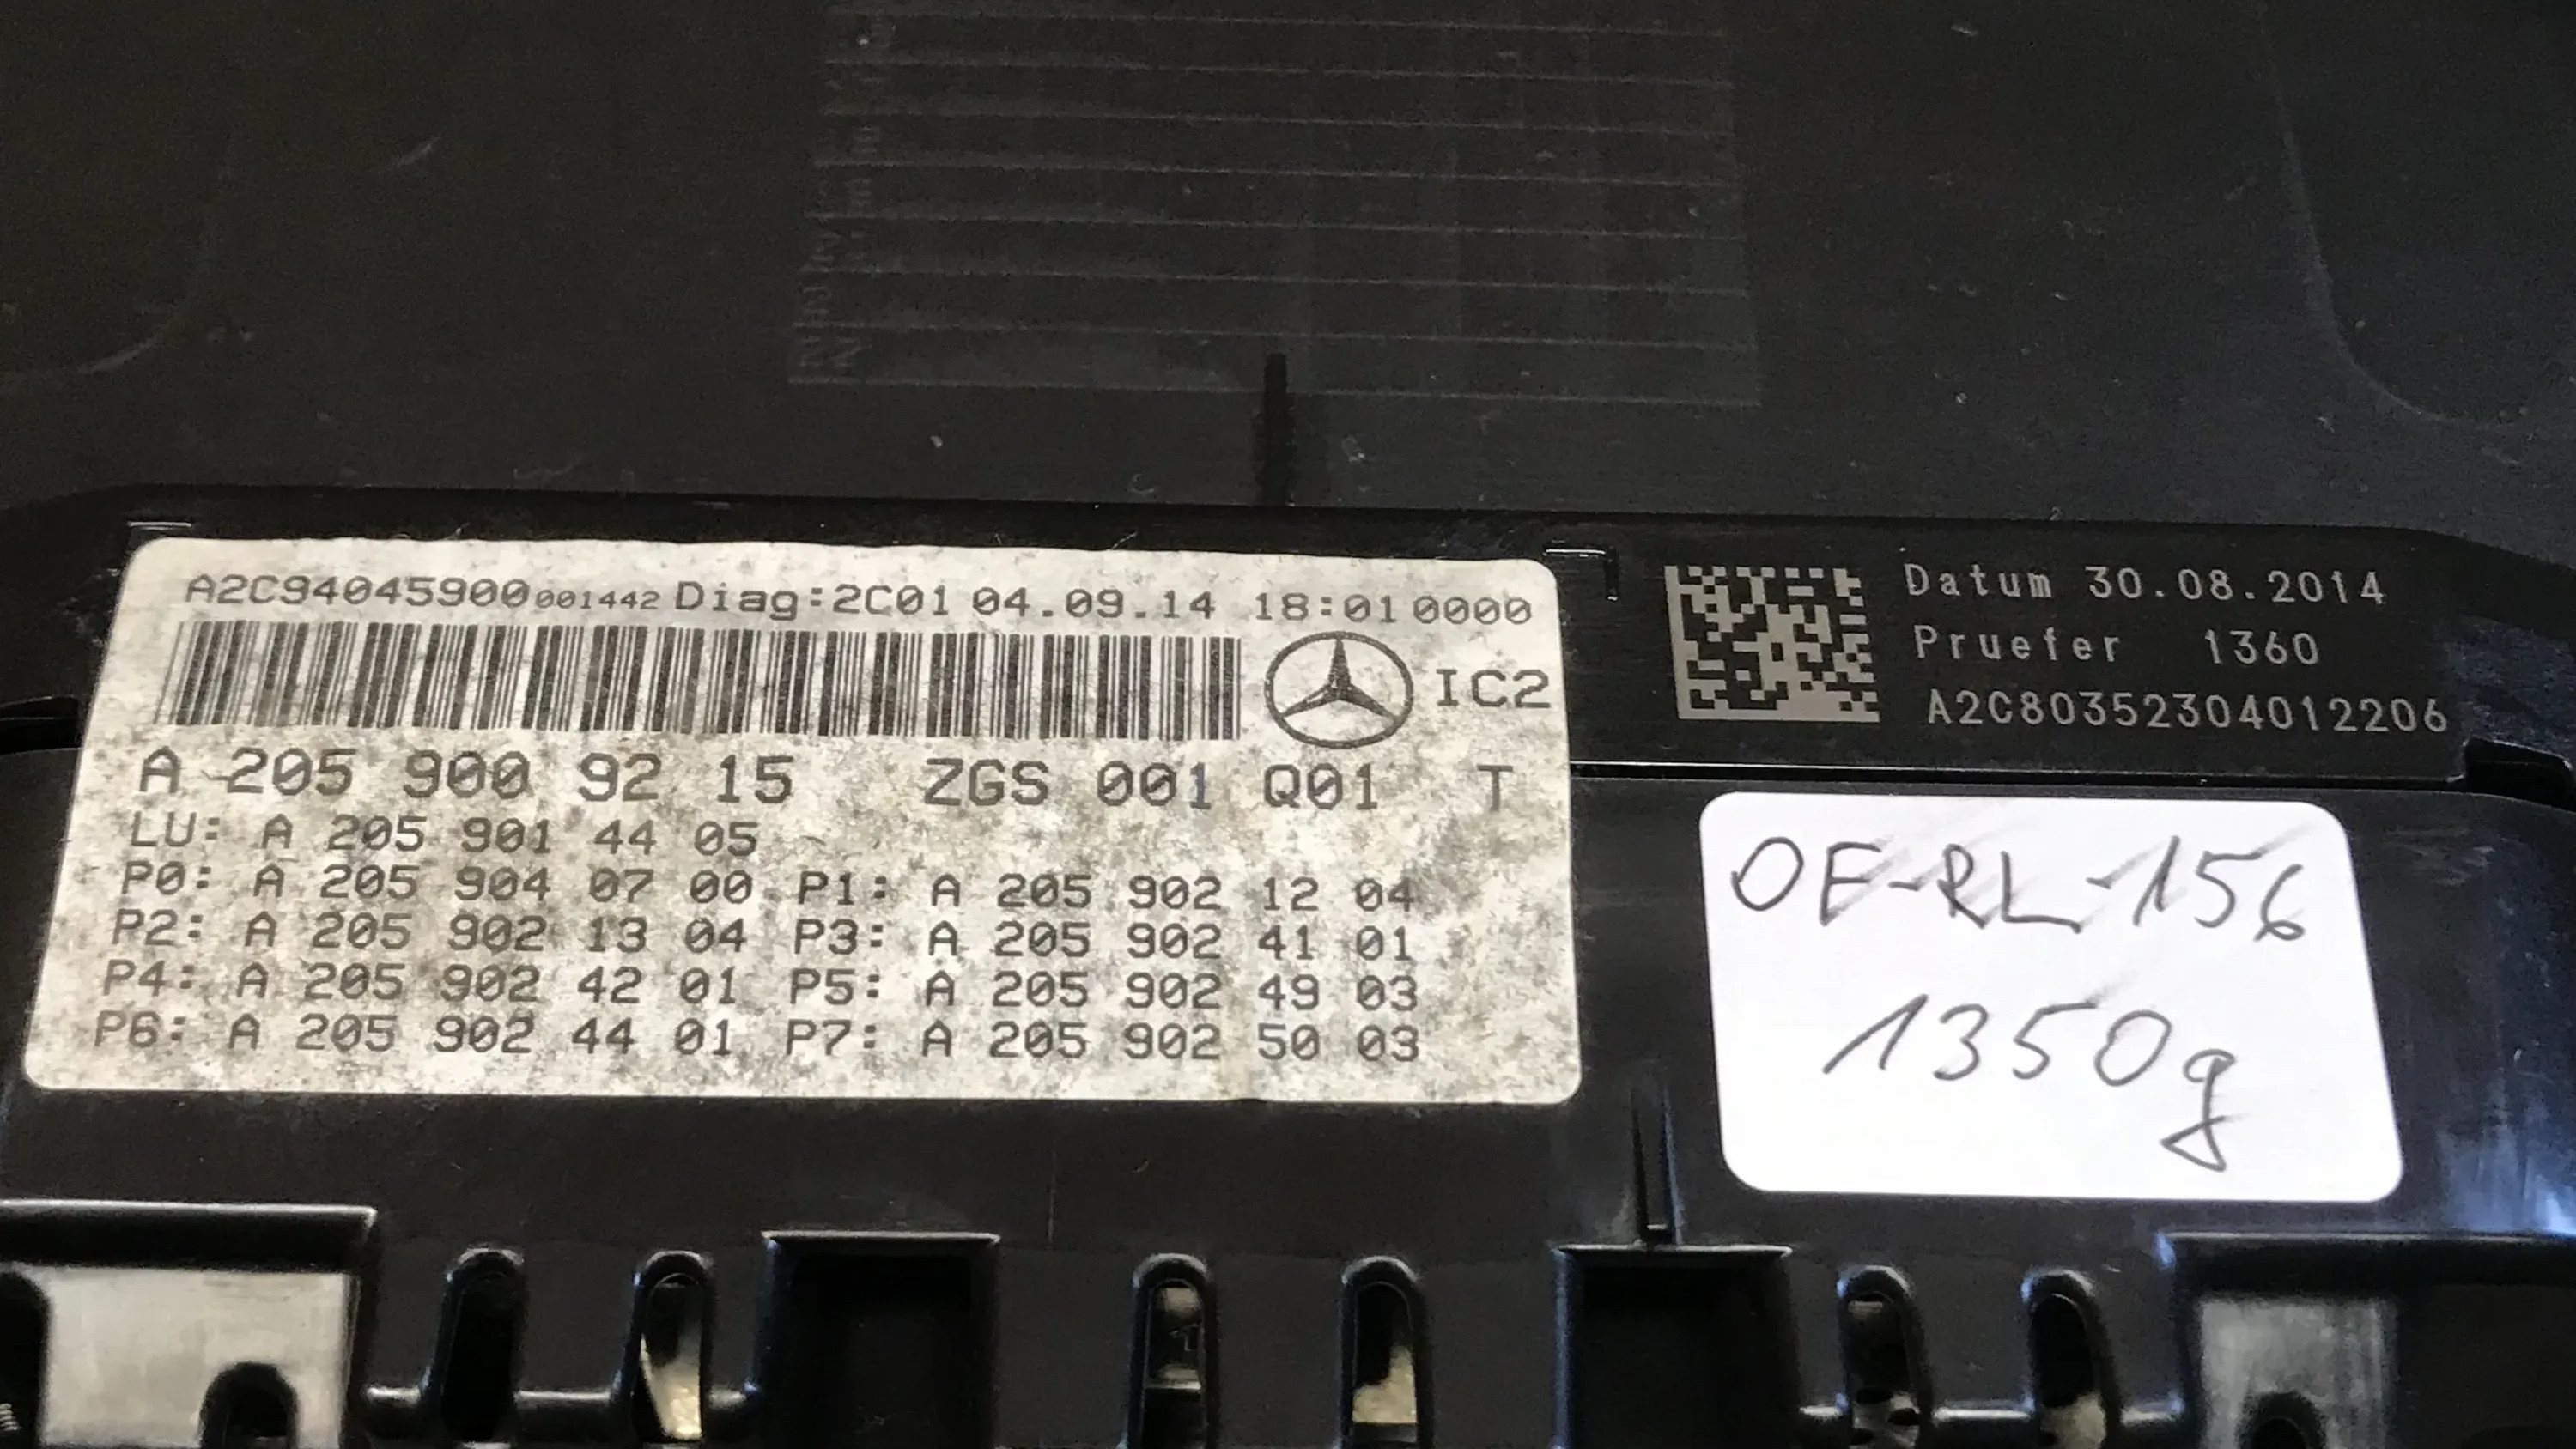 A2C94045900001442 Diag:2C01 04.09.14 18:01 0000
IC2
A 205 900 92 15 ZGS 001 Q01 T
LU: A 205 901 44 05
P0: A 205 904 07 00 P1: A 205 902 12 04
P2: A 205 902 13 04 P3: A 205 902 41 01
P4: A 205 902 42 01 P5: A 205 902 49 03
P6: A 205 902 44 01 P7: A 205 902 50 03
Datum 30.08.2014
Pruefer 1360
A2C80352304012206
OE-RL-156
1350g